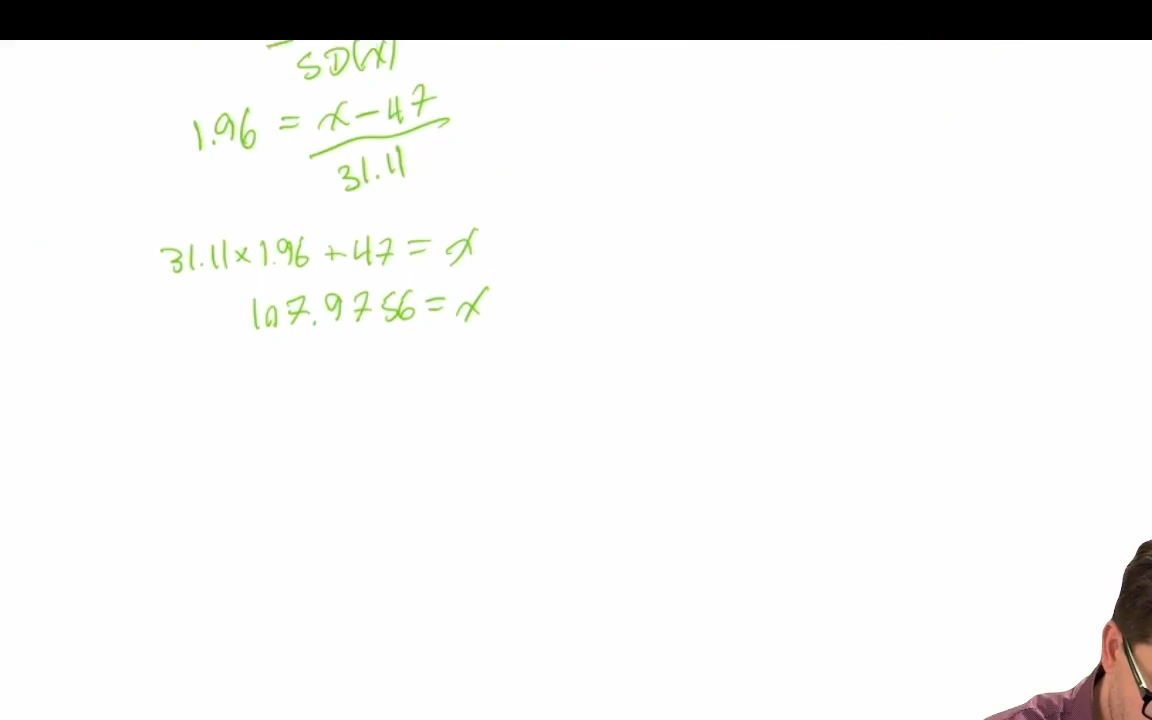 SD(X)
1.96 = x - 47
31.11
31.11 × 1.96 + 47 = x
107.9756 = x